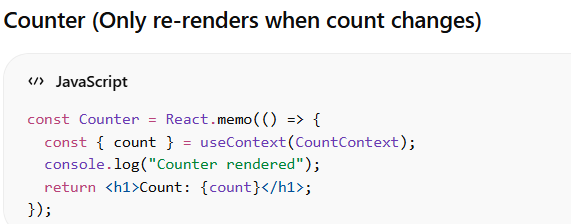 Counter (Only re-renders when count changes)
</> JavaScript
const Counter = React.memo(() => {
  const { count } = useContext(CountContext);
  console.log("Counter rendered");
  return <h1>Count: {count}</h1>;
});